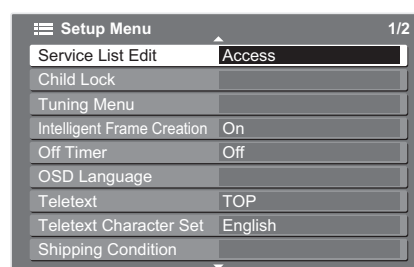 Setup Menu 1/2
Service List Edit Access
Child Lock
Tuning Menu
Intelligent Frame Creation On
Off Timer Off
OSD Language
Teletext TOP
Teletext Character Set English
Shipping Condition